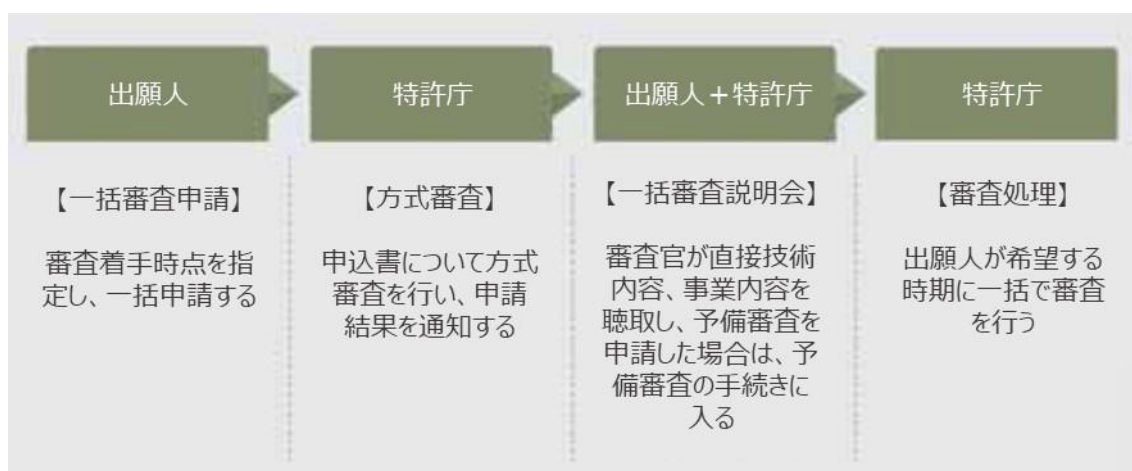 出願人
【一括審査申請】
審査着手時点を指
定し、一括申請する
特許庁
【方式審査】
申込書について方式
審査を行い、申請
結果を通知する
出願人＋特許庁
【一括審査説明会】
審査官が直接技術
内容、事業内容を
聴取し、予備審査を
申請した場合は、予
備審査の手続きに
入る
特許庁
【審査処理】
出願人が希望する
時期に一括で審査
を行う